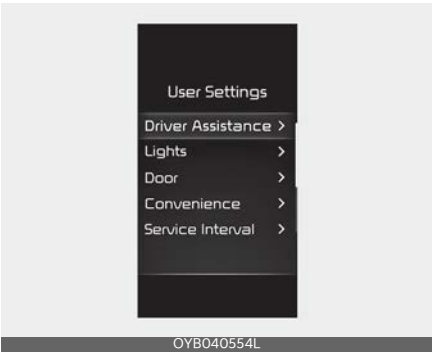 User Settings
Driver Assistance >
Lights >
Door >
Convenience >
Service Interval >
OYB040554L